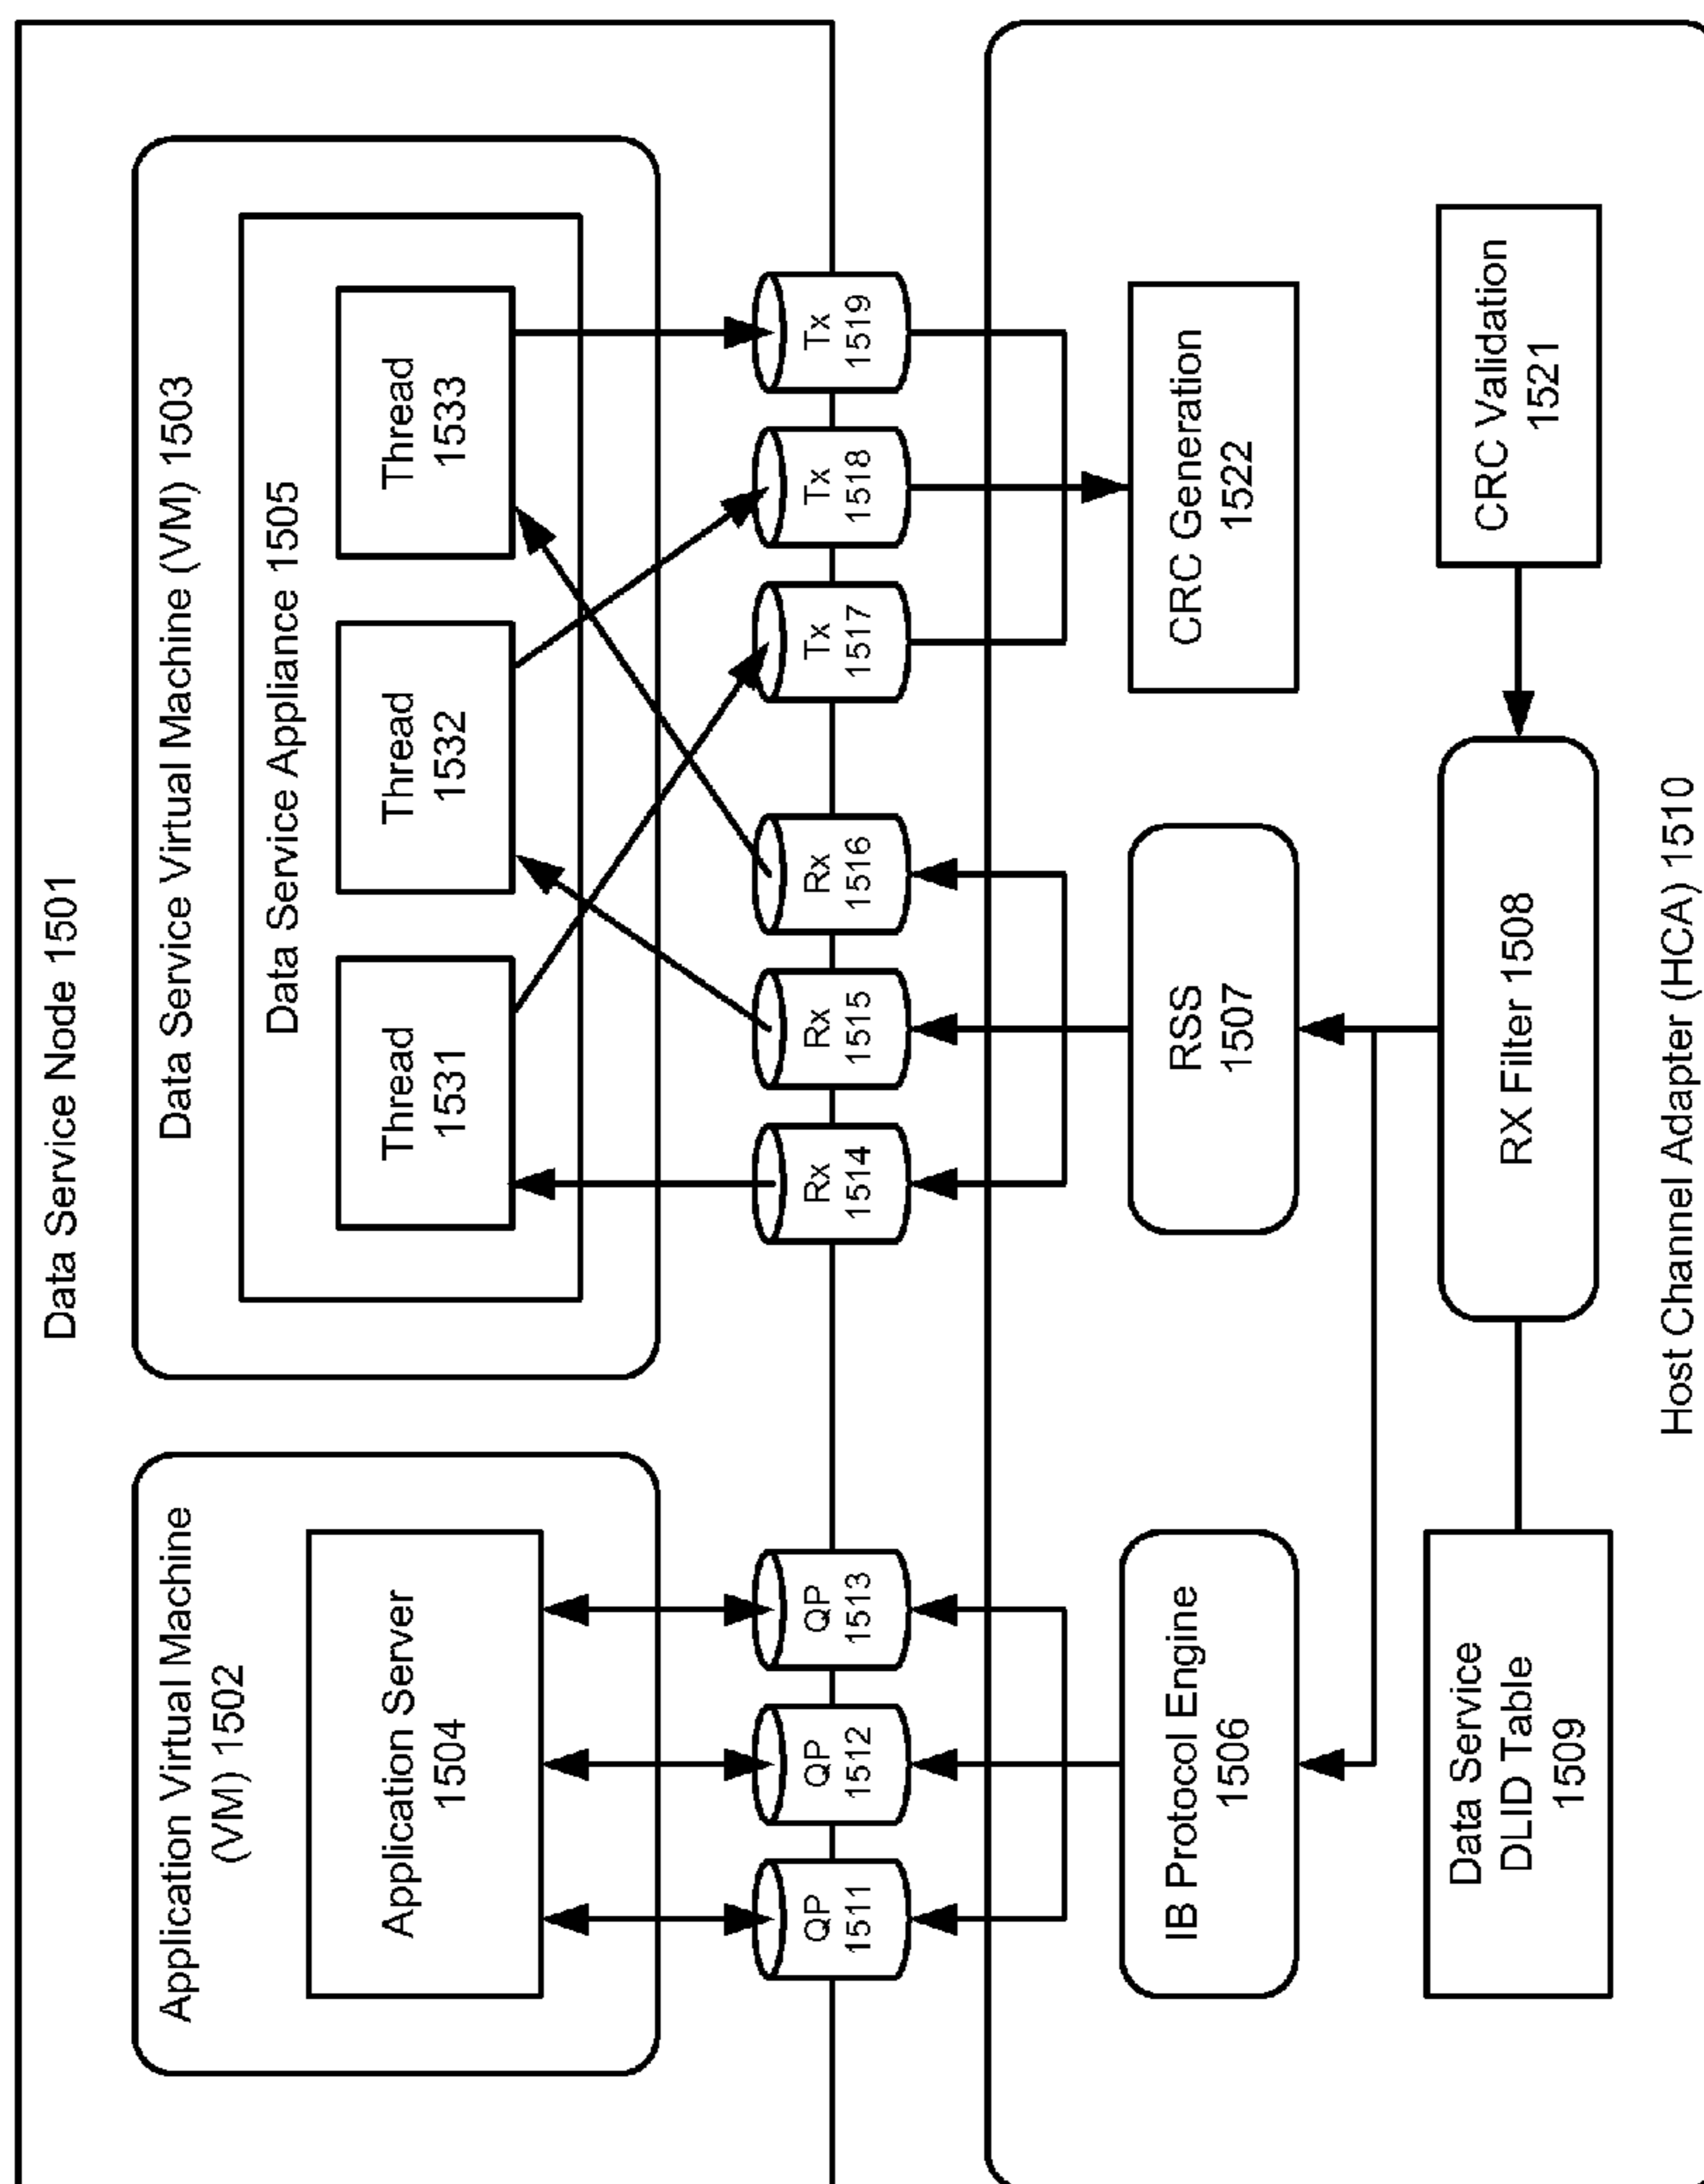 Data Service Node 1501
Application Virtual Machine
(VM) 1502
Application Server
1504
Data Service Virtual Machine (VM) 1503
Data Service Appliance 1505
Thread
1531
Thread
1532
Thread
1533
QP
1511
QP
1512
QP
1513
Rx
1514
Rx
1515
Rx
1516
Tx
1517
Tx
1518
Tx
1519
IB Protocol Engine
1506
RSS
1507
CRC Generation
1522
Data Service
DLID Table
1509
RX Filter 1508
CRC Validation
1521
Host Channel Adapter (HCA) 1510